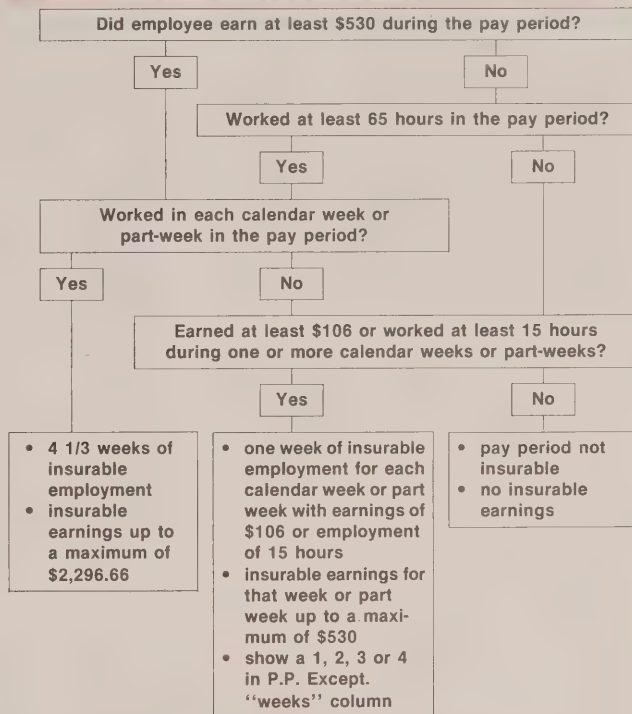 Did employee earn at least $530 during the pay period?
Yes
No
Worked at least 65 hours in the pay period?
Yes
No
Worked in each calendar week or
part-week in the pay period?
Yes
No
Earned at least $106 or worked at least 15 hours
during one or more calendar weeks or part-weeks?
Yes
No
• 4 1/3 weeks of
insurable
employment
• insurable
earnings up to
a maximum of
$2,296.66
• one week of insurable
employment for each
calendar week or part
week with earnings of
$106 or employment
of 15 hours
• insurable earnings for
that week or part
week up to a maxi-
mum of $530
• show a 1, 2, 3 or 4
in P.P. Except.
‘‘weeks’’ column
• pay period not
insurable
• no insurable
earnings